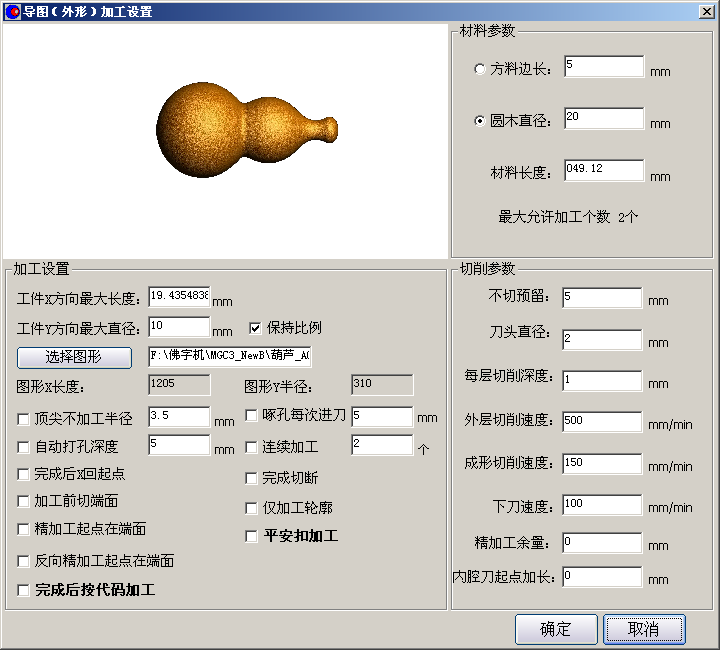 导图(外形)加工设置
材料参数
方料边长: 5 mm
圆木直径: 20 mm
材料长度: 049.12 mm
最大允许加工个数 2个
加工设置
工件X方向最大长度: 19.4354838 mm
工件Y方向最大直径: 10 mm 保持比例
选择图形 F:\佛字机\MGC3_NewB\葫芦_A
图形X长度: 1205 图形Y半径: 310
顶尖不加工半径 3.5 mm 啄孔每次进刀 5 mm
自动打孔深度 5 mm 连续加工 2 个
完成后X回起点 完成切断
加工前切端面 仅加工轮廓
精加工起点在端面 平安扣加工
反向精加工起点在端面
完成后按代码加工
切削参数
不切预留: 5 mm
刀头直径: 2 mm
每层切削深度: 1 mm
外层切削速度: 500 mm/min
成形切削速度: 150 mm/min
下刀速度: 100 mm/min
精加工余量: 0 mm
内腔刀起点加长: 0 mm
确定 取消